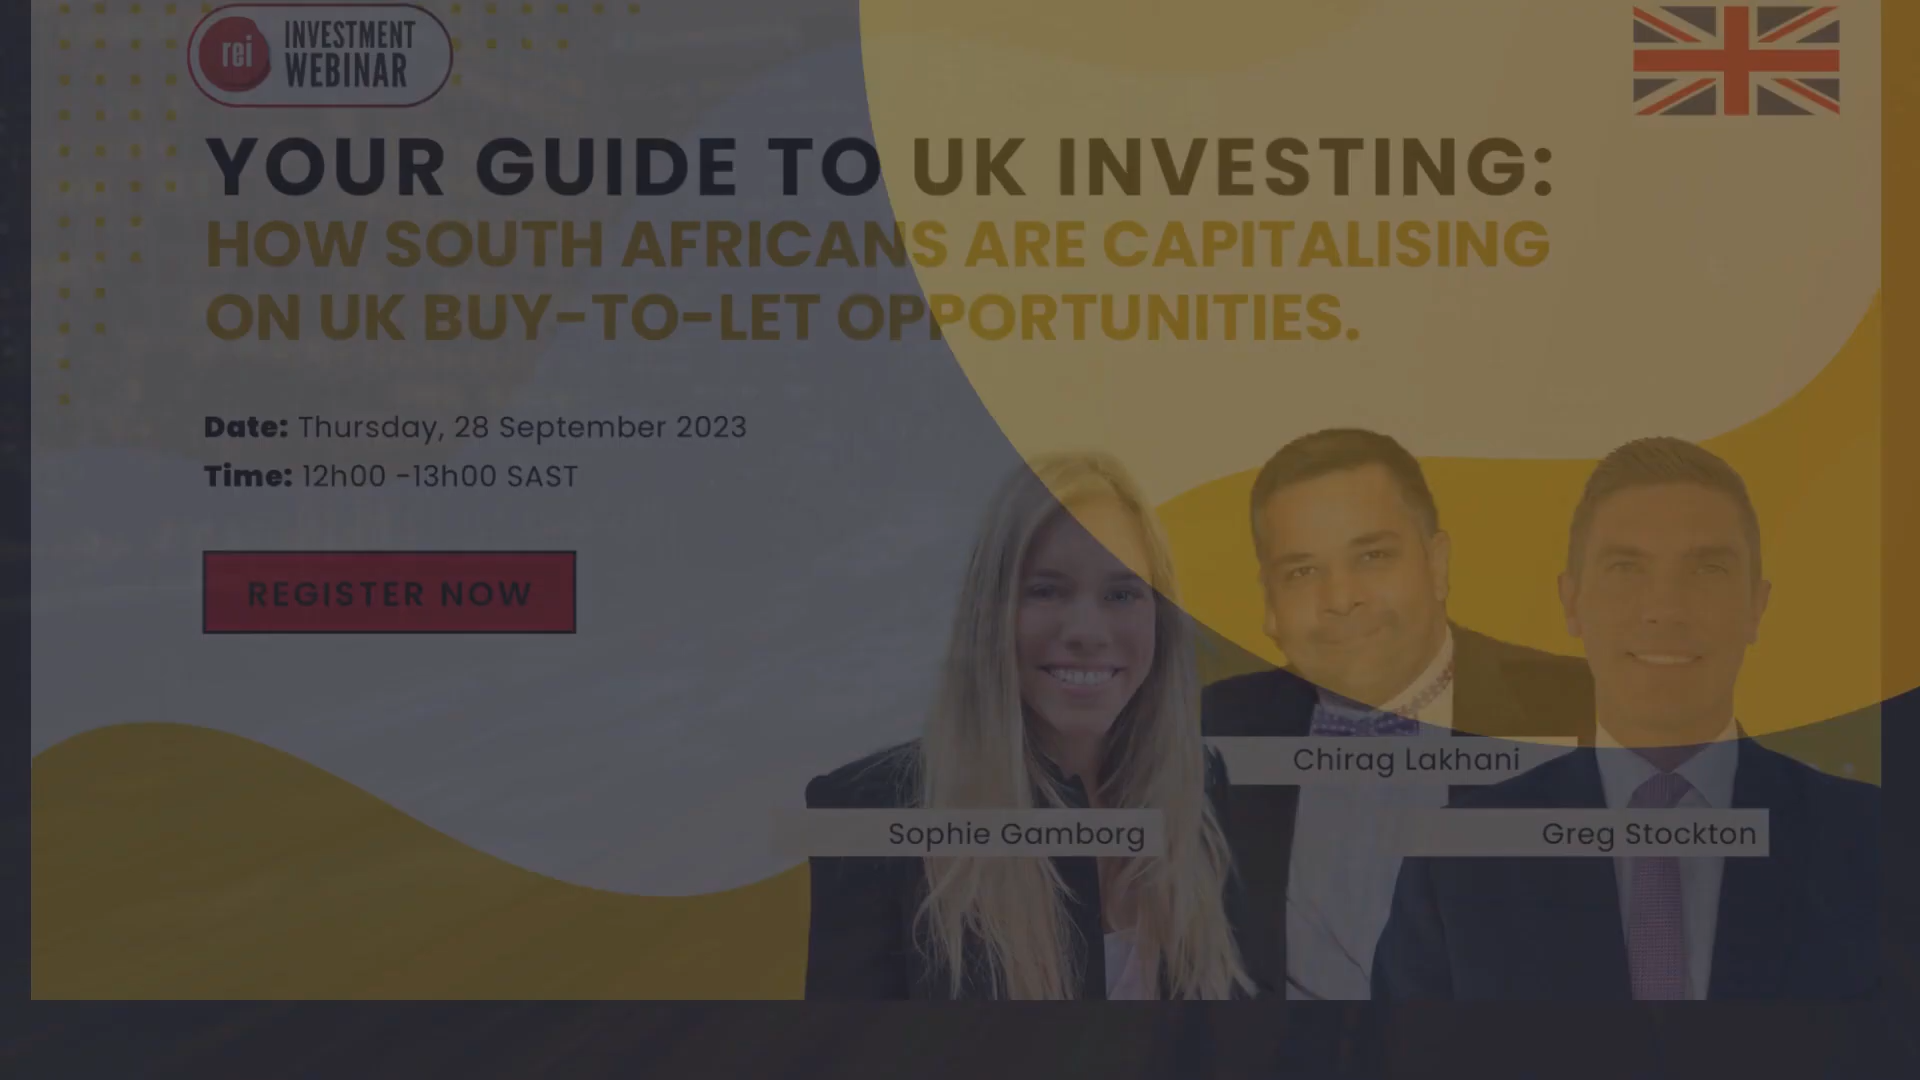 rei INVESTMENT
WEBINAR
YOUR GUIDE TO UK INVESTING:
HOW SOUTH AFRICANS ARE CAPITALISING
ON UK BUY-TO-LET OPPORTUNITIES.
Date: Thursday, 28 September 2023
Time: 12h00 -13h00 SAST
REGISTER NOW
Chirag Lakhani
Sophie Gamborg
Greg Stockton